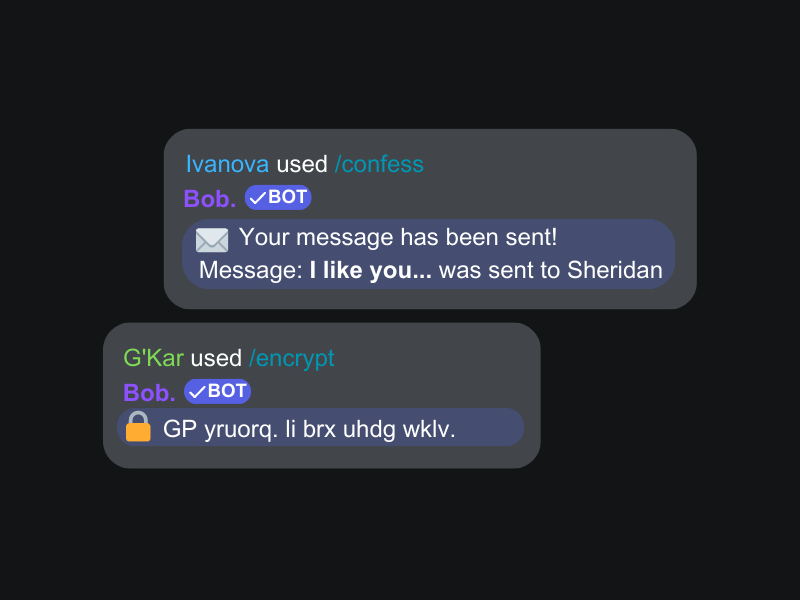 Ivanova used /confess
Bob. BOT
Your message has been sent!
Message: I like you... was sent to Sheridan
G'Kar used /encrypt
Bob. BOT
GP yruorq. li brx uhdg wklv.